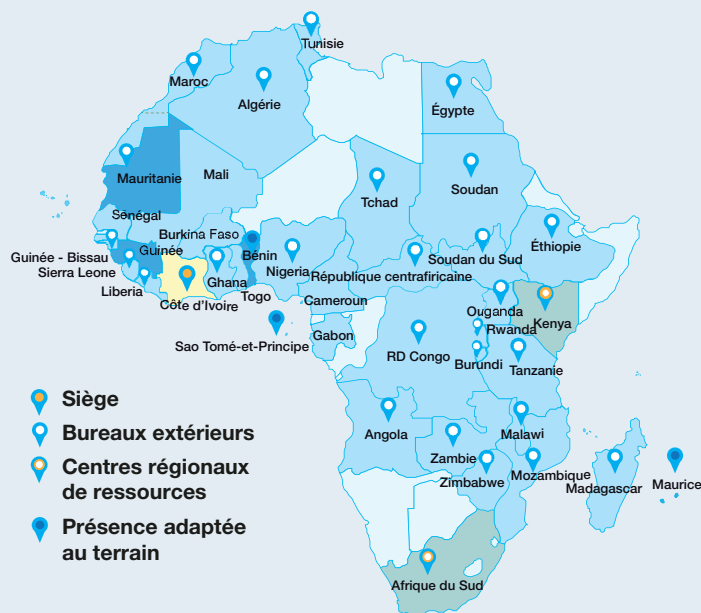 Tunisie
Maroc
Algérie
Égypte
Mauritanie
Mali
Tchad
Soudan
Sénégal
Burkina Faso
Guinée - Bissau
Guinée
Bénin
Nigeria
Soudan du Sud
Éthiopie
Sierra Leone
République centrafiricaine
Liberia
Ghana
Togo
Côte d'Ivoire
Cameroun
Ouganda
Kenya
Rwanda
Sao Tomé-et-Principe
Gabon
RD Congo
Burundi
Tanzanie
Angola
Malawi
Zambie
Zimbabwe
Mozambique
Madagascar
Maurice
Afrique du Sud
Siège
Bureaux extérieurs
Centres régionaux
de ressources
Présence adaptée
au terrain